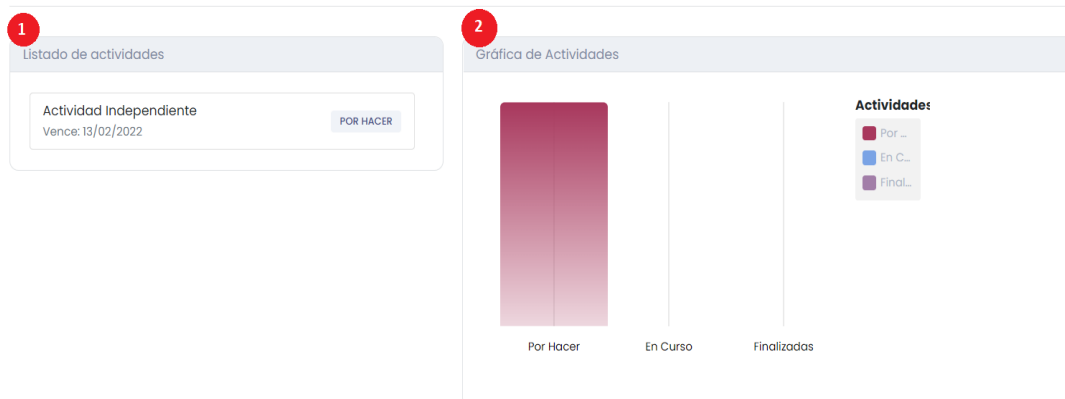 1
Listado de actividades
Actividad Independiente
Vence: 13/02/2022
POR HACER
2
Gráfica de Actividades
Por Hacer
En Curso
Finalizadas
Actividades
Por ...
En C...
Final...